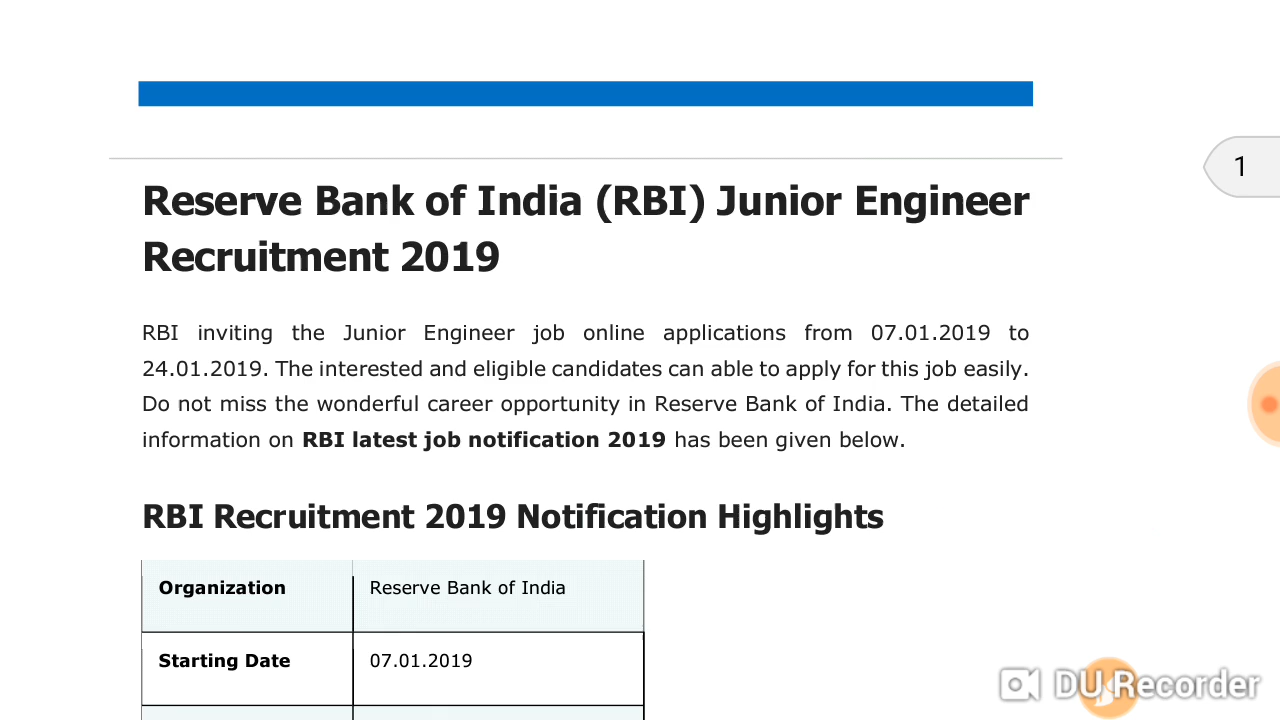 1
Reserve Bank of India (RBI) Junior Engineer
Recruitment 2019
RBI inviting the Junior Engineer job online applications from 07.01.2019 to
24.01.2019. The interested and eligible candidates can able to apply for this job easily.
Do not miss the wonderful career opportunity in Reserve Bank of India. The detailed
information on RBI latest job notification 2019 has been given below.
RBI Recruitment 2019 Notification Highlights
Organization Reserve Bank of India
Starting Date 07.01.2019
DU Recorder